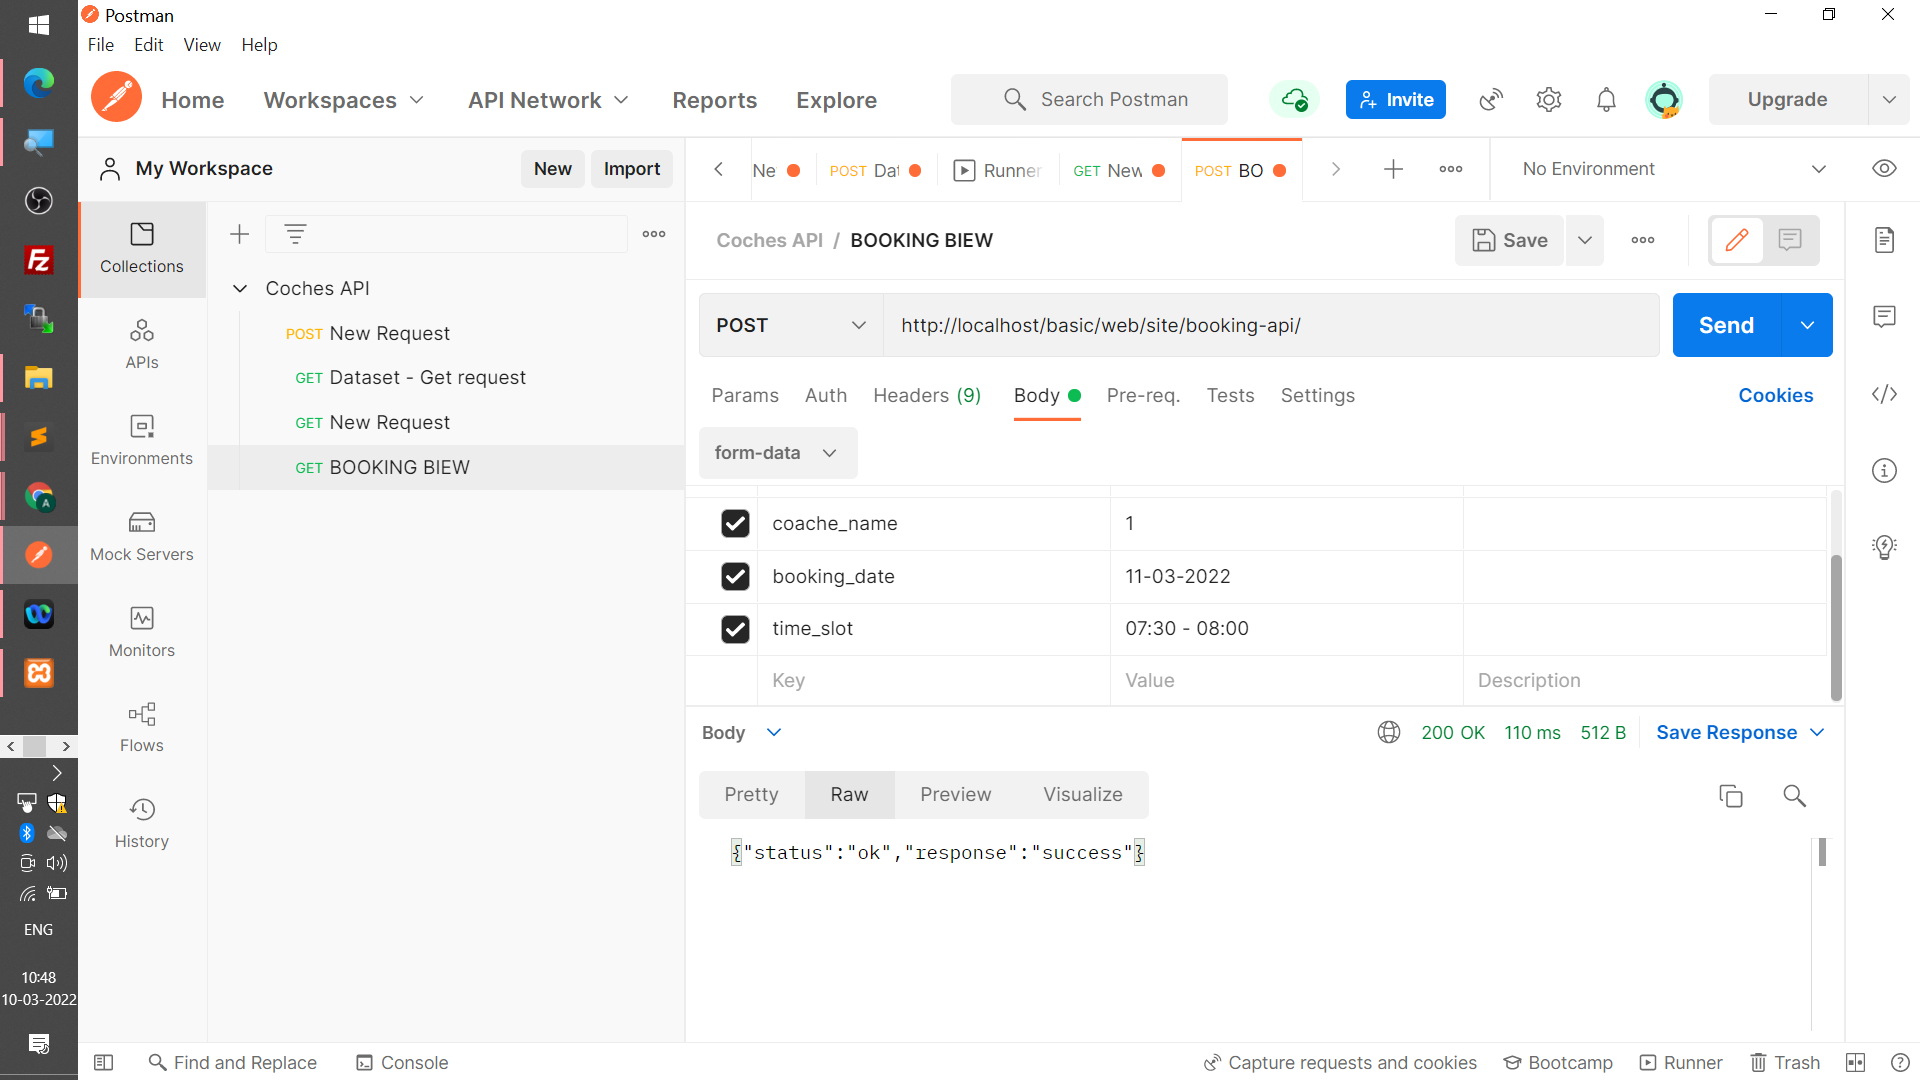 Postman
File Edit View Help
Home Workspaces API Network Reports Explore
Search Postman
Invite
Upgrade
My Workspace
New Import
Ne
POST Dat
Runner
GET New
POST BO
No Environment
Collections
APIs
Environments
Mock Servers
Monitors
Flows
History
Coches API
POST New Request
GET Dataset - Get request
GET New Request
GET BOOKING BIEW
Coches API / BOOKING BIEW
Save
POST http://localhost/basic/web/site/booking-api/
Send
Params Auth Headers (9) Body Pre-req. Tests Settings
Cookies
form-data
coache_name 1
booking_date 11-03-2022
time_slot 07:30 - 08:00
Key Value Description
Body
200 OK 110 ms 512 B Save Response
Pretty Raw Preview Visualize
{"status":"ok","response":"success"}
Fz
A
ENG
10:48
10-03-2022
Find and Replace Console
Capture requests and cookies Bootcamp Runner Trash